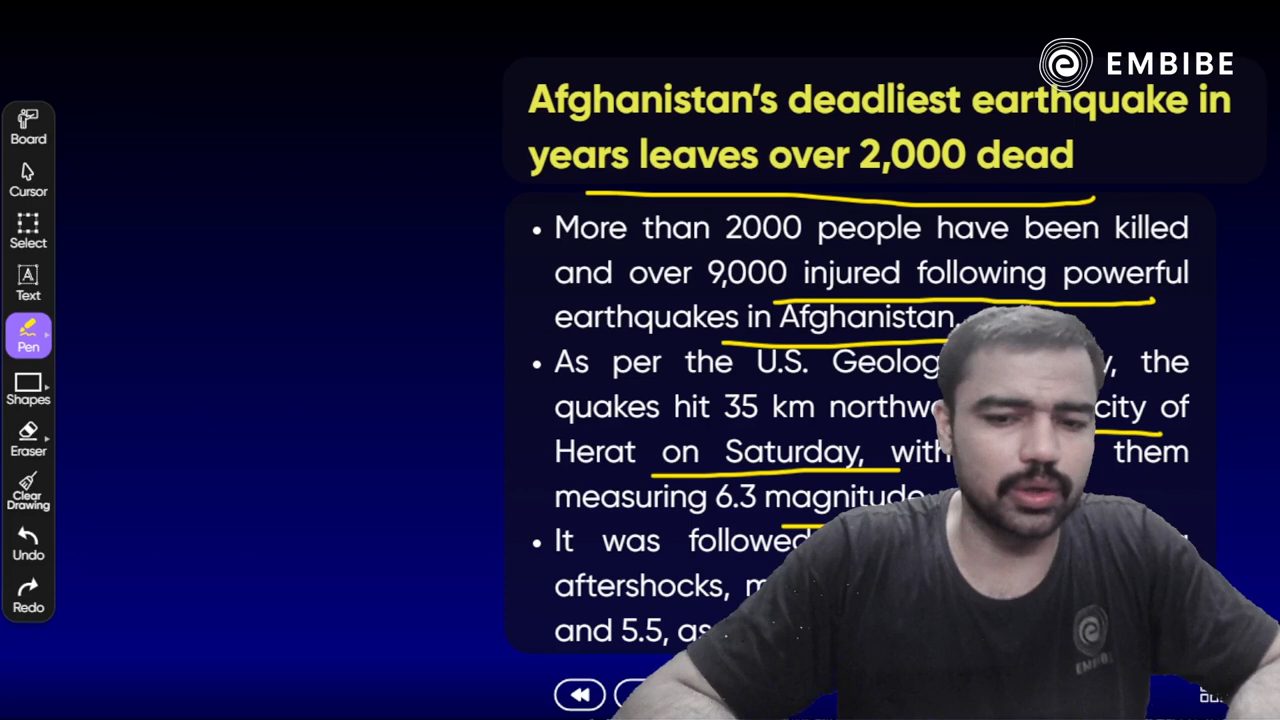 EMBIBE
Afghanistan's deadliest earthquake in
years leaves over 2,000 dead
Board
Cursor
Select
Text
Pen
Shapes
Eraser
Clear
Drawing
Undo
Redo
• More than 2000 people have been killed
and over 9,000 injured following powerful
earthquakes in Afghanistan.
• As per the U.S. the
quakes hit 35 km city of
Herat on Saturday, them
measuring 6.3 magnitude
• It was followed
aftershocks,
and 5.5,